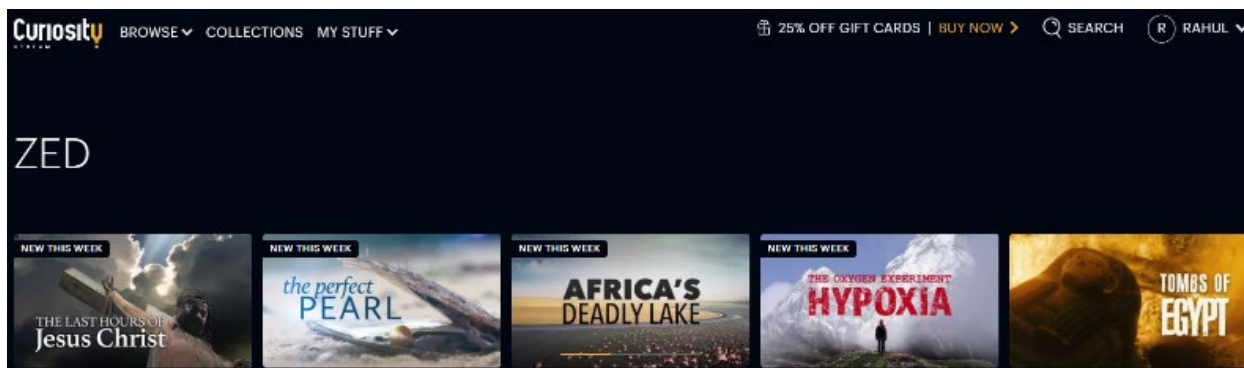 CURIOSITY
STREAM
BROWSE
COLLECTIONS
MY STUFF
25% OFF GIFT CARDS | BUY NOW
SEARCH
R
RAHUL
ZED
NEW THIS WEEK
THE LAST HOURS OF
Jesus Christ
NEW THIS WEEK
the perfect
PEARL
NEW THIS WEEK
AFRICA'S
DEADLY LAKE
NEW THIS WEEK
THE OXYGEN EXPERIMENT
HYPOXIA
TOMBS OF
EGYPT